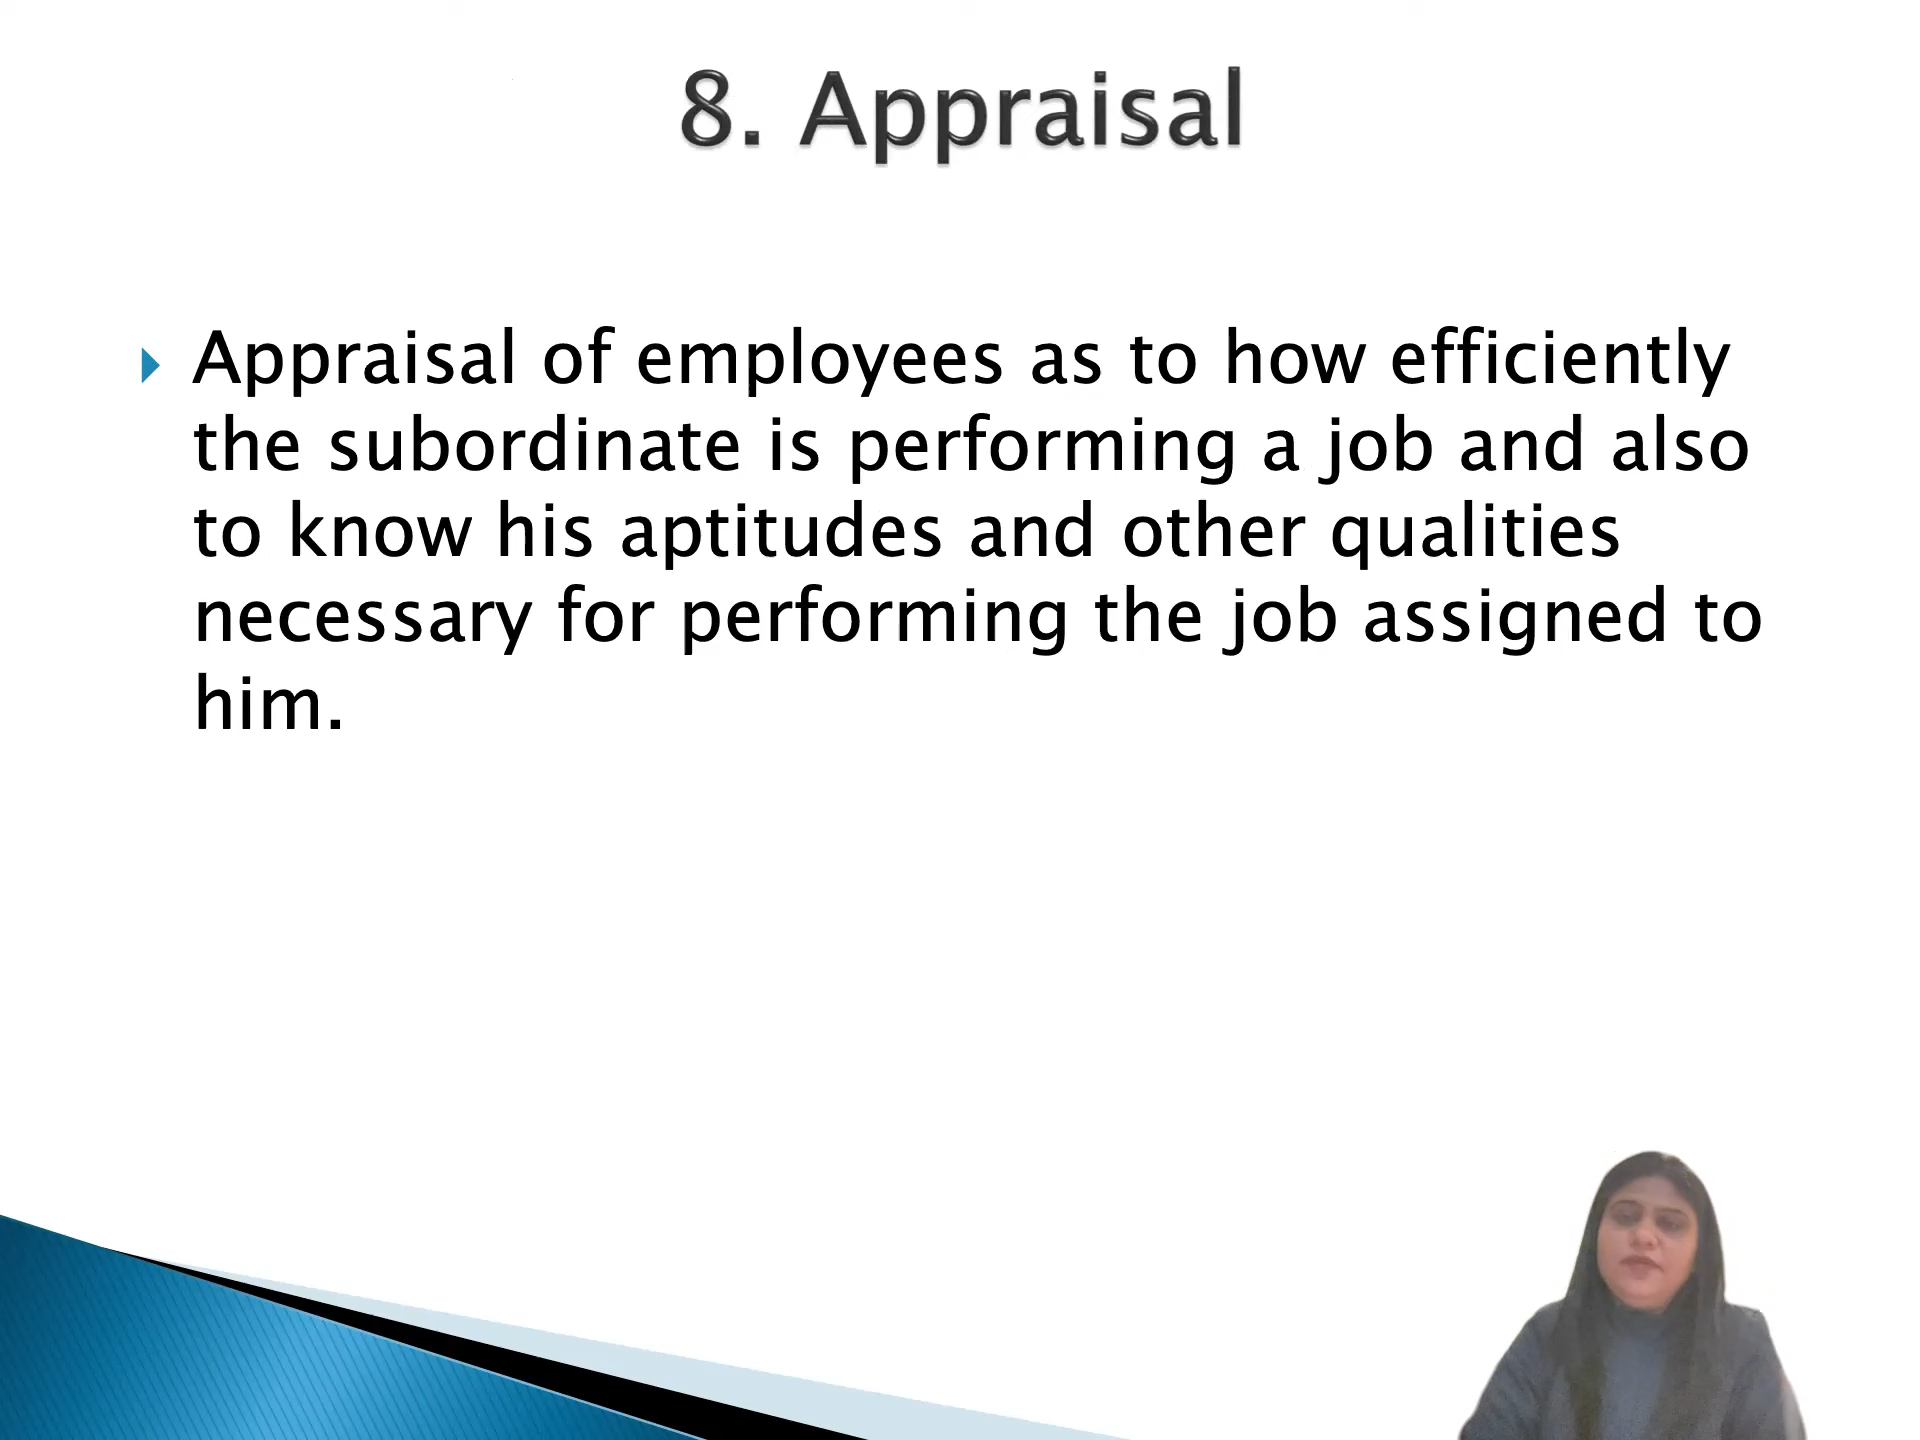 8. Appraisal
Appraisal of employees as to how efficiently
the subordinate is performing a job and also
to know his aptitudes and other qualities
necessary for performing the job assigned to
him.